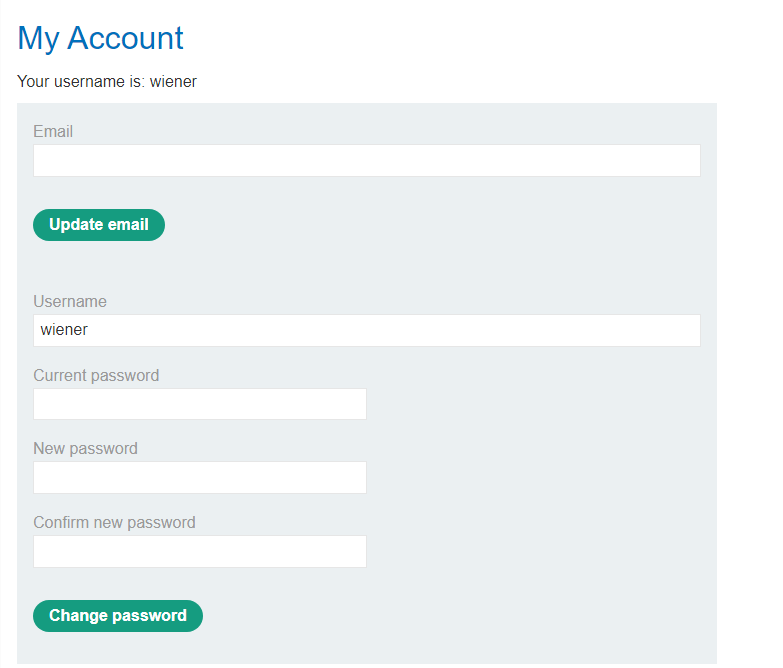 My Account
Your username is: wiener
Email
Update email
Username
wiener
Current password
New password
Confirm new password
Change password